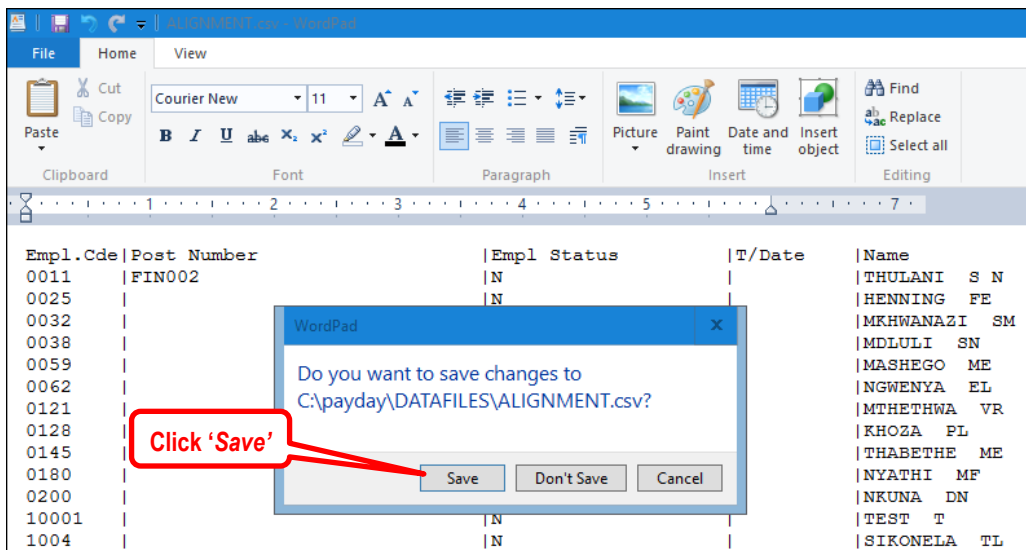 ALIGNMENT.csv - WordPad
File Home View
Cut
Copy
Paste
Clipboard
Courier New 11 A A
B I U abc X₂ X² A
Font
Paragraph
Picture Paint drawing Date and time Insert object
Insert
Find
Replace
Select all
Editing
1 2 3 4 5 7
Empl.Cde|Post Number |Empl Status |T/Date |Name
0011 |FIN002 |N | |THULANI S N
0025 | |N | |HENNING FE
0032 | |MKHWANAZI SM
0038 | |MDLULI SN
0059 | |MASHEGO ME
0062 | |NGWENYA EL
0121 | |MTHETHWA VR
0128 | |KHOZA PL
0145 | |THABETHE ME
0180 | |NYATHI MF
0200 | |NKUNA DN
10001 | |N | |TEST T
1004 | |N | |SIKONELA TL
WordPad x
Do you want to save changes to
C:\payday\DATAFILES\ALIGNMENT.csv?
Save Don't Save Cancel
Click ‘Save’